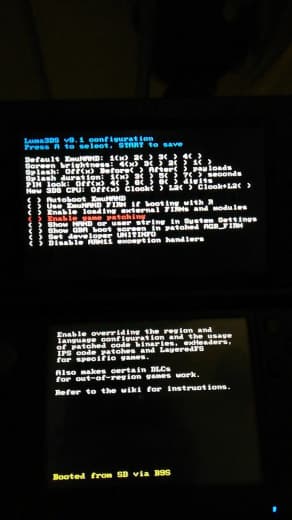 Luma3DS v9.1 configuration
Press A to select, START to save
Default EmuNAND: 1(x) 2( ) 3( ) 4( )
Screen brightness: 4(x) 3( ) 2( ) 1( )
Splash: Off(x) Before( ) After( ) payloads
Splash duration: 1( ) 3(x) 5( ) 7( ) seconds
PIN lock: Off(x) 4( ) 6( ) 8( ) digits
New 3DS CPU: Off(x) Clock( ) L2( ) Clock+L2( )
( ) Autoboot EmuNAND
( ) Use EmuNAND FIRM if booting with R
( ) Enable loading external FIRMs and modules
( ) Enable game patching
( ) Show NAND or user string in System Settings
( ) Show GBA boot screen in patched AGB_FIRM
( ) Set developer UNITINFO
( ) Disable ARM11 exception handlers
Enable overriding the region and
language configuration and the usage
of patched code binaries, exHeaders,
IPS code patches and LayeredFS
for specific games.
Also makes certain DLCs
for out-of-region games work.
Refer to the wiki for instructions.
Booted from SD via B9S